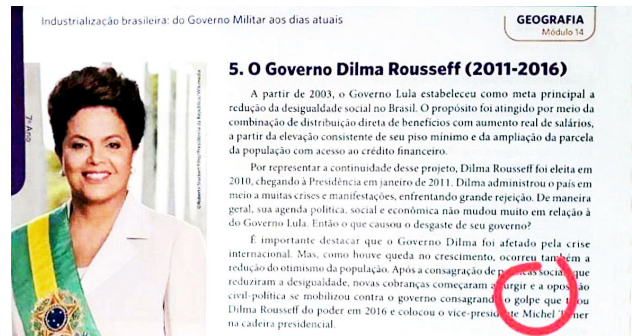 Industrialização brasileira: do Governo Militar aos dias atuais
GEOGRAFIA
Módulo 14
7º Ano
©Roberto Stuckert Filho/Presidência da República/Wikimedia
5. O Governo Dilma Rousseff (2011-2016)
A partir de 2003, o Governo Lula estabeleceu como meta principal a
redução da desigualdade social no Brasil. O propósito foi atingido por meio da
combinação de distribuição direta de benefícios com aumento real de salários,
a partir da elevação consistente de seu piso mínimo e da ampliação da parcela
da população com acesso ao crédito financeiro.
Por representar a continuidade desse projeto, Dilma Rousseff foi eleita em
2010, chegando à Presidência em janeiro de 2011. Dilma administrou o país em
meio a muitas crises e manifestações, enfrentando grande rejeição. De maneira
geral, sua agenda política, social e econômica não mudou muito em relação à
do Governo Lula. Então o que causou o desgaste de seu governo?
É importante destacar que o Governo Dilma foi afetado pela crise
internacional. Mas, como houve queda no crescimento, ocorreu também a
redução do otimismo da população. Após a consagração de políticas sociais que
reduziram a desigualdade, novas cobranças começaram a surgir e a oposição
civil-política se mobilizou contra o governo consagrando o golpe que tirou
Dilma Rousseff do poder em 2016 e colocou o vice-presidente Michel Temer
na cadeira presidencial.